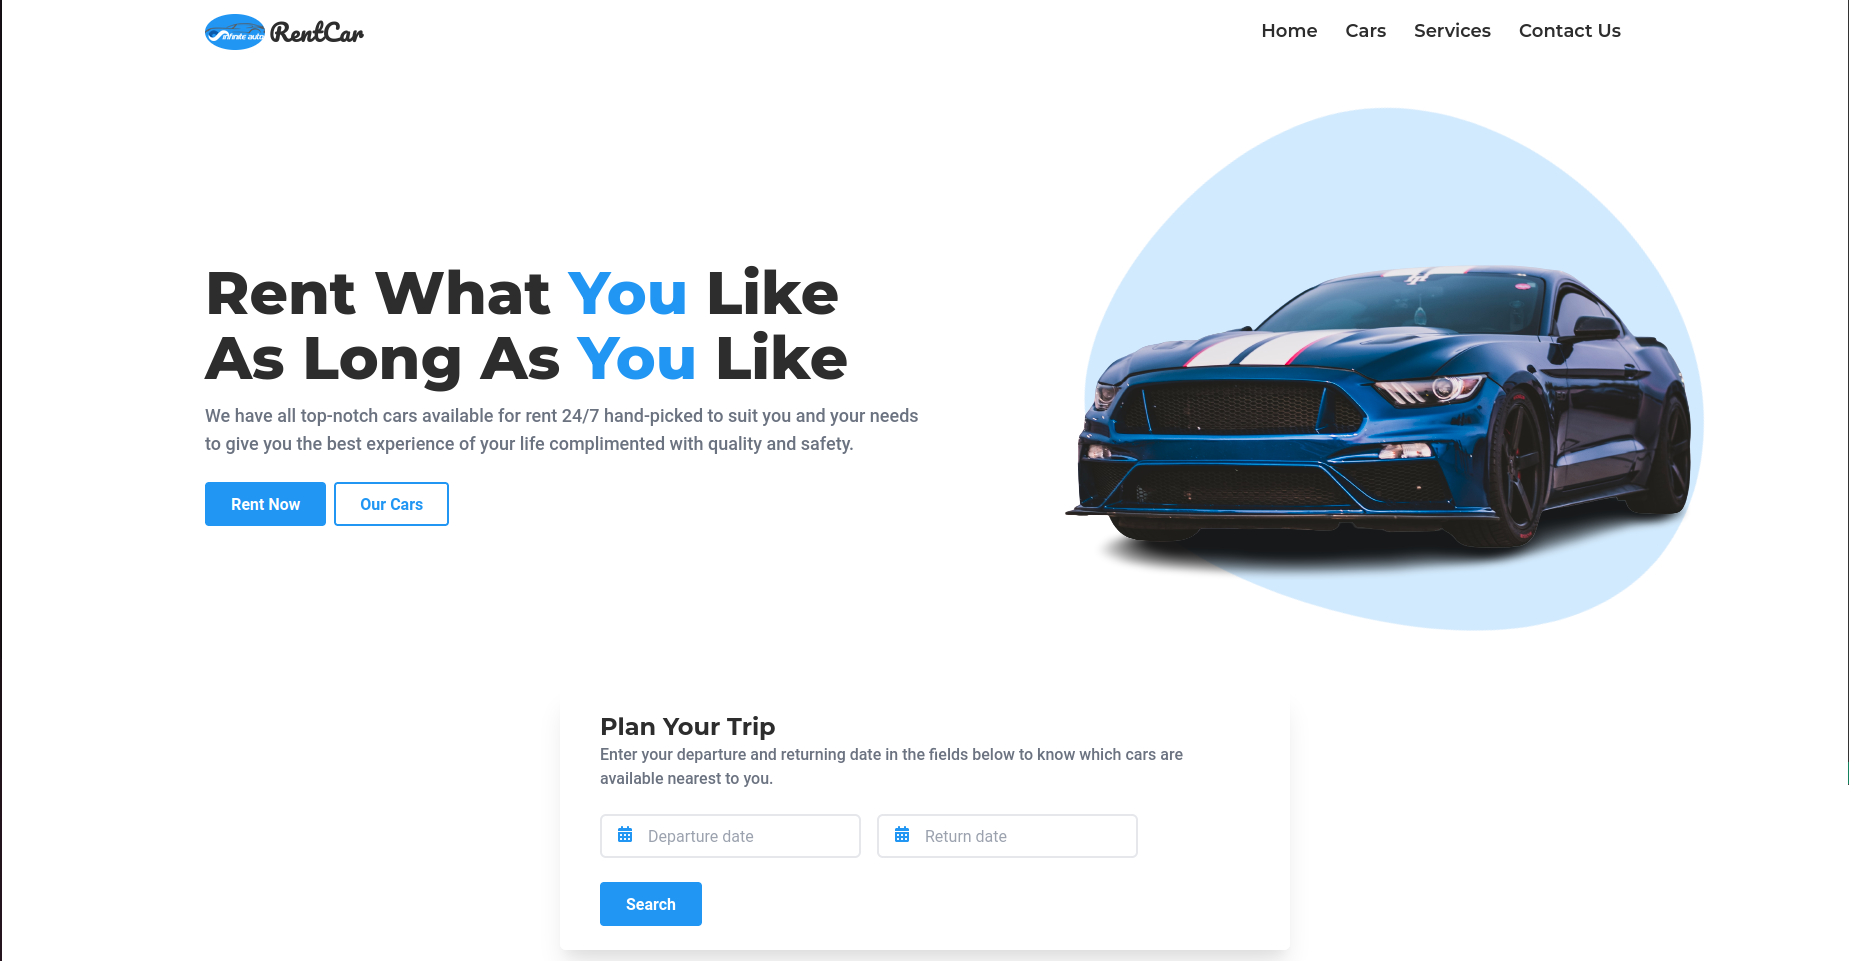 infinite auto RentCar
Home Cars Services Contact Us
Rent What You Like
As Long As You Like
We have all top-notch cars available for rent 24/7 hand-picked to suit you and your needs
to give you the best experience of your life complimented with quality and safety.
Rent Now Our Cars
Plan Your Trip
Enter your departure and returning date in the fields below to know which cars are
available nearest to you.
Departure date Return date
Search